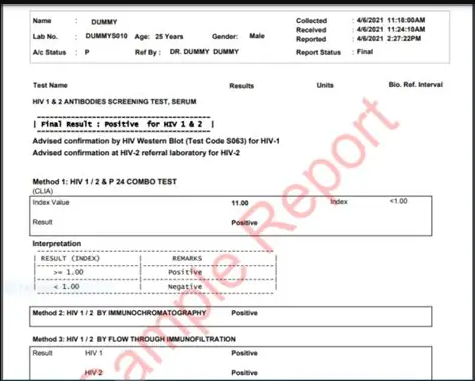 Name : DUMMY Collected : 4/6/2021 11:18:00AM
Received : 4/6/2021 11:24:10AM
Lab No. : DUMMYS010 Age: 25 Years Gender: Male Reported : 4/6/2021 2:27:22PM
A/c Status : P Ref By : DR. DUMMY DUMMY Report Status : Final
Test Name Results Units Bio. Ref. Interval
HIV 1 & 2 ANTIBODIES SCREENING TEST, SERUM
| Final Result : Positive for HIV 1 & 2 |
Advised confirmation by HIV Western Blot (Test Code S063) for HIV-1
Advised confirmation at HIV-2 referral laboratory for HIV-2
Method 1: HIV 1 / 2 & P 24 COMBO TEST
(CLIA)
Index Value 11.00 Index <1.00
Result Positive
Interpretation
| RESULT (INDEX) | REMARKS |
| >= 1.00 | Positive |
| < 1.00 | Negative |
Method 2: HIV 1 / 2 BY IMMUNOCHROMATOGRAPHY Positive
Method 3: HIV 1 / 2 BY FLOW THROUGH IMMUNOFILTRATION
Result HIV 1 Positive
HIV 2 Positive
Sample Report